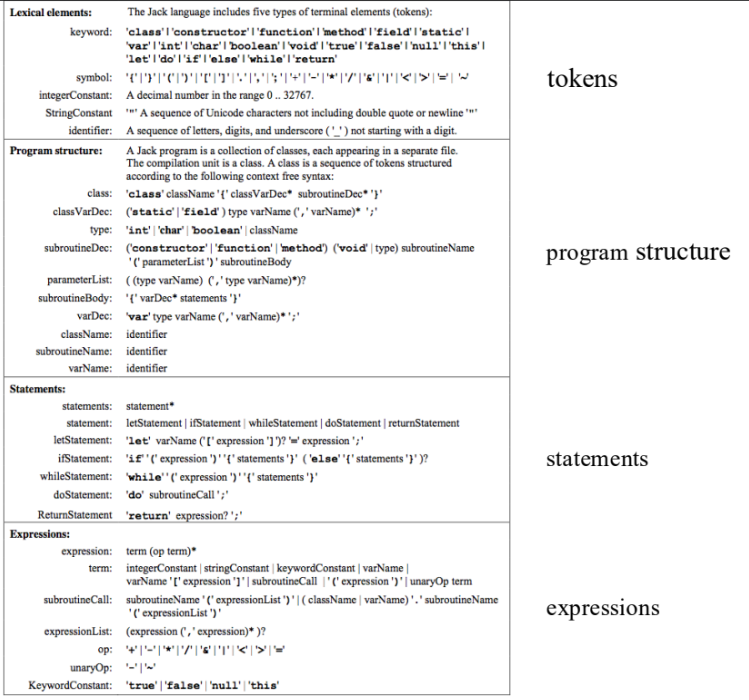 Lexical elements: The Jack language includes five types of terminal elements (tokens):
keyword: 'class'|'constructor'|'function'|'method'|'field'|'static'|
'var'|'int'|'char'|'boolean'|'void'|'true'|'false'|'null'|'this'|
'let'|'do'|'if'|'else'|'while'|'return'
symbol: '{'|'}'|'('|')'|'['|']'|'.'|','|';'|'+'|'-'|'*'|'/'|'&'|'|'|'<'|'>'|'='|'~'
integerConstant: A decimal number in the range 0 .. 32767.
StringConstant '"' A sequence of Unicode characters not including double quote or newline '"'
identifier: A sequence of letters, digits, and underscore ('_') not starting with a digit.
tokens
Program structure: A Jack program is a collection of classes, each appearing in a separate file.
The compilation unit is a class. A class is a sequence of tokens structured
according to the following context free syntax:
class: 'class' className '{' classVarDec* subroutineDec* '}'
classVarDec: ('static'|'field') type varName (',' varName)* ';'
type: 'int'|'char'|'boolean'|className
subroutineDec: ('constructor'|'function'|'method') ('void'|type) subroutineName
'(' parameterList ')' subroutineBody
parameterList: ( (type varName) (',' type varName)*)?
subroutineBody: '{' varDec* statements '}'
varDec: 'var' type varName (',' varName)* ';'
className: identifier
subroutineName: identifier
varName: identifier
program structure
Statements:
statements: statement*
statement: letStatement | ifStatement | whileStatement | doStatement | returnStatement
letStatement: 'let' varName ('[' expression ']')? '=' expression ';'
ifStatement: 'if' '(' expression ')' '{' statements '}' ('else' '{' statements '}')?
whileStatement: 'while' '(' expression ')' '{' statements '}'
doStatement: 'do' subroutineCall ';'
ReturnStatement 'return' expression? ';'
statements
Expressions:
expression: term (op term)*
term: integerConstant | stringConstant | keywordConstant | varName |
varName '[' expression ']' | subroutineCall | '(' expression ')' | unaryOp term
subroutineCall: subroutineName '(' expressionList ')' | ( className | varName) '.' subroutineName
'(' expressionList ')'
expressionList: (expression (',' expression)* )?
op: '+'|'-'|'*'|'/'|'&'|'|'|'<'|'>'|'='
unaryOp: '-'|'~'
KeywordConstant: 'true'|'false'|'null'|'this'
expressions